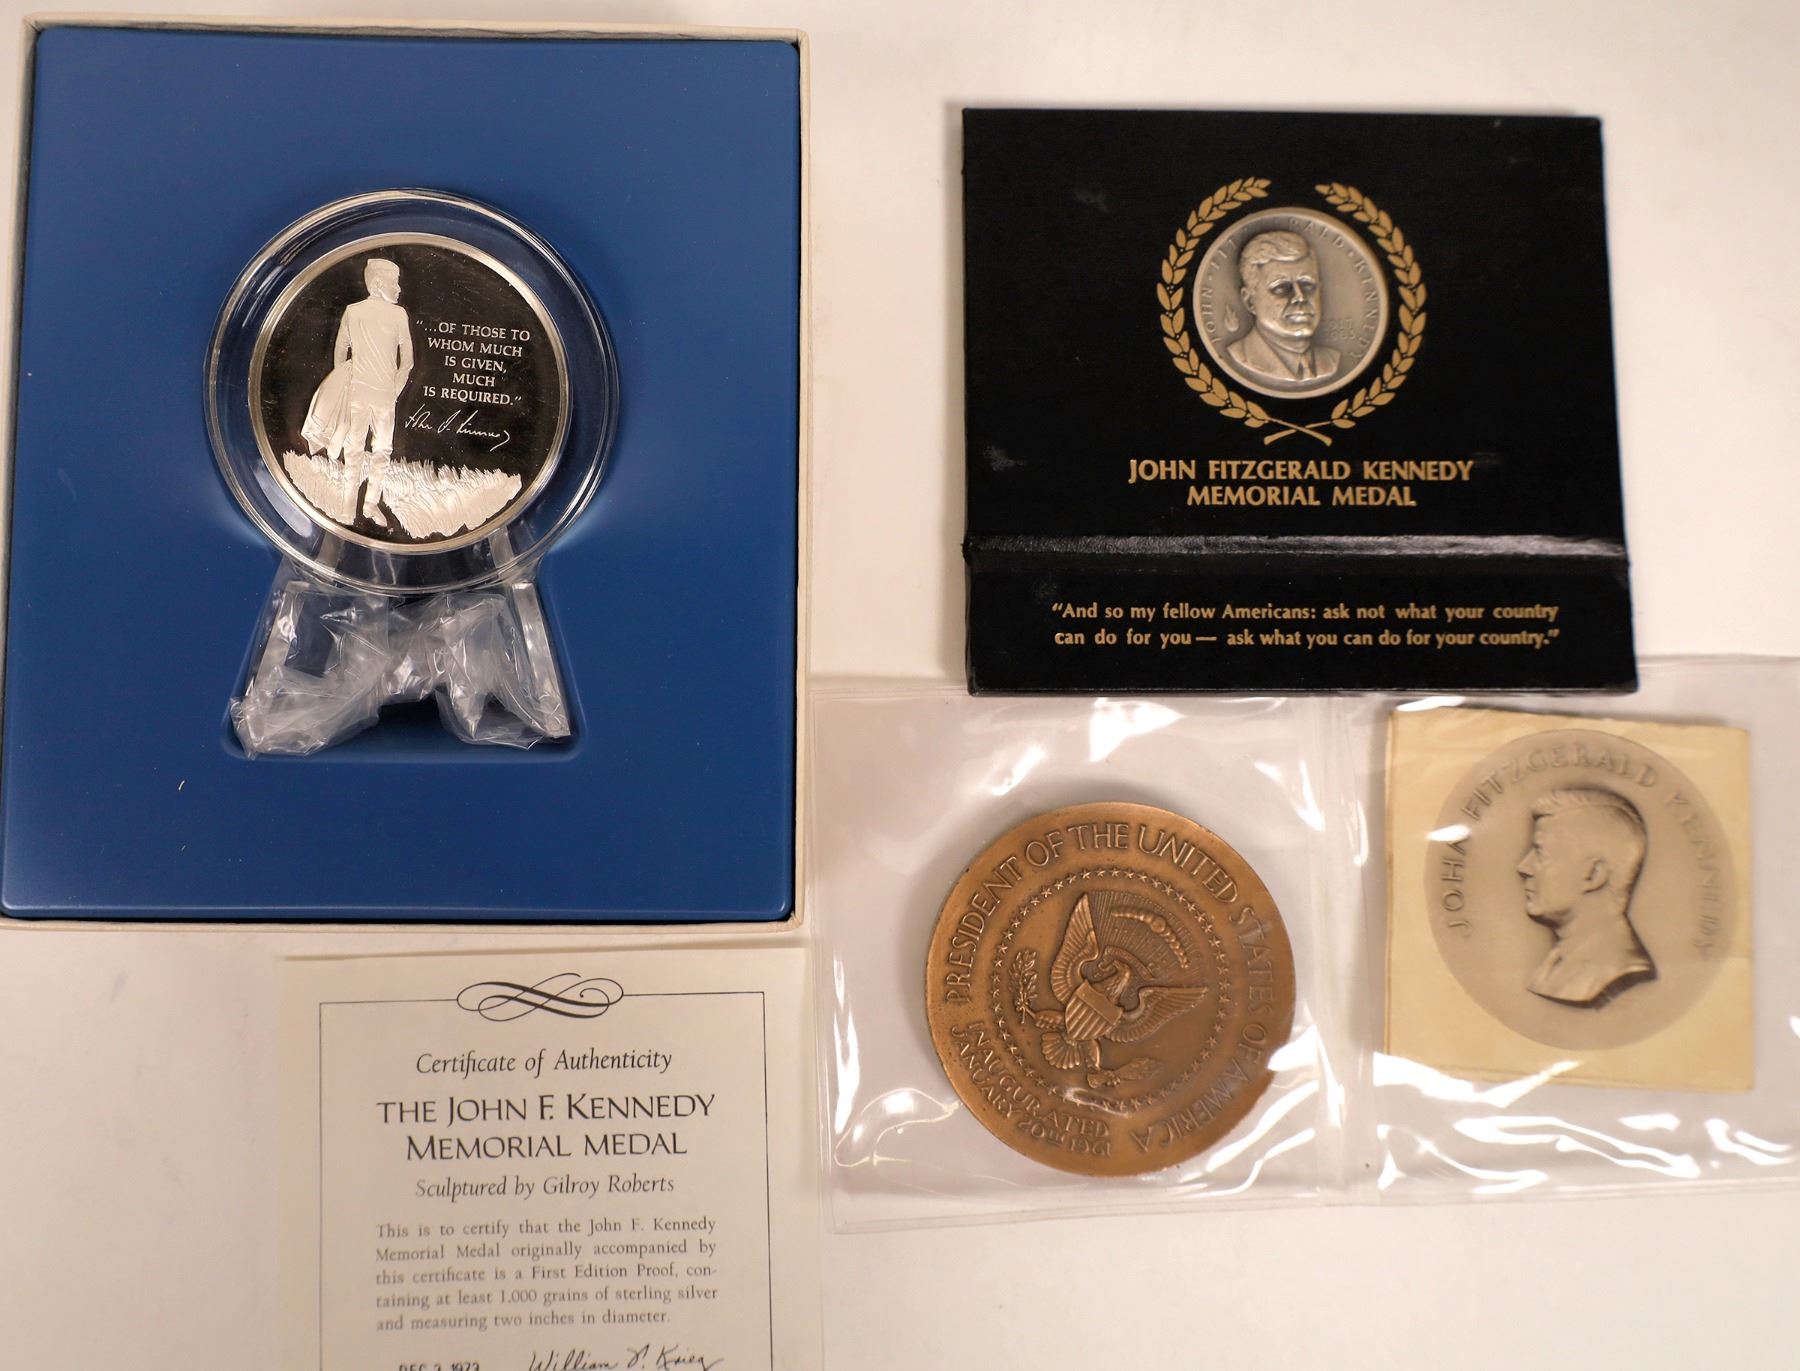 "...OF THOSE TO
WHOM MUCH
IS GIVEN,
MUCH
IS REQUIRED."
JOHN · FITZGERALD · KENNEDY
1917
1963
JOHN FITZGERALD KENNEDY
MEMORIAL MEDAL
"And so my fellow Americans: ask not what your country
can do for you — ask what you can do for your country."
PRESIDENT OF THE UNITED STATES OF AMERICA
INAUGURATED
JANUARY 20TH 1961
JOHN FITZGERALD KENNEDY
Certificate of Authenticity
THE JOHN F. KENNEDY
MEMORIAL MEDAL
Sculptured by Gilroy Roberts
This is to certify that the John F. Kennedy
Memorial Medal originally accompanied by
this certificate is a First Edition Proof, con-
taining at least 1,000 grains of sterling silver
and measuring two inches in diameter.
DEC 3 1973